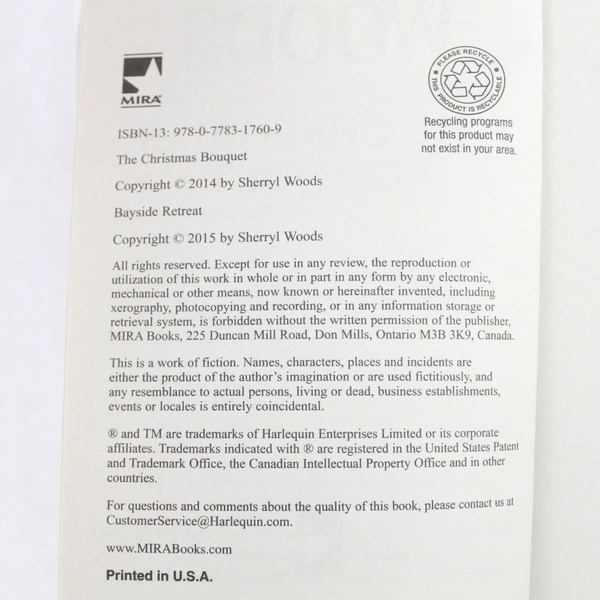 MIRA®
PLEASE RECYCLE
THIS PRODUCT IS RECYCLABLE
Recycling programs
for this product may
not exist in your area.
ISBN-13: 978-0-7783-1760-9
The Christmas Bouquet
Copyright © 2014 by Sherryl Woods
Bayside Retreat
Copyright © 2015 by Sherryl Woods
All rights reserved. Except for use in any review, the reproduction or
utilization of this work in whole or in part in any form by any electronic,
mechanical or other means, now known or hereinafter invented, including
xerography, photocopying and recording, or in any information storage or
retrieval system, is forbidden without the written permission of the publisher,
MIRA Books, 225 Duncan Mill Road, Don Mills, Ontario M3B 3K9, Canada.
This is a work of fiction. Names, characters, places and incidents are
either the product of the author's imagination or are used fictitiously, and
any resemblance to actual persons, living or dead, business establishments,
events or locales is entirely coincidental.
® and TM are trademarks of Harlequin Enterprises Limited or its corporate
affiliates. Trademarks indicated with ® are registered in the United States Patent
and Trademark Office, the Canadian Intellectual Property Office and in other
countries.
For questions and comments about the quality of this book, please contact us at
CustomerService@Harlequin.com.
www.MIRABooks.com
Printed in U.S.A.